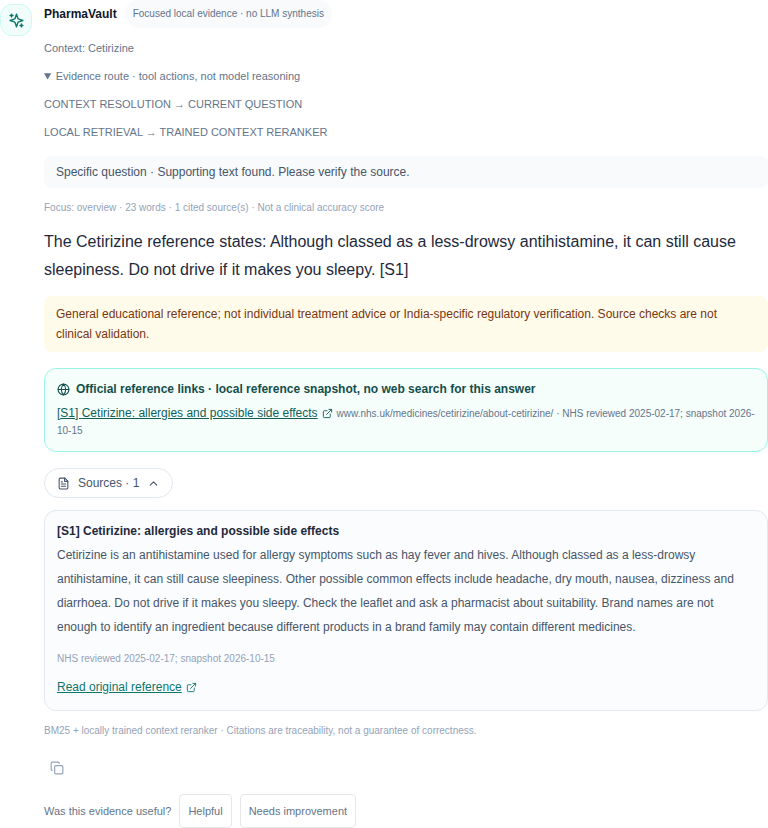 PharmaVault Focused local evidence · no LLM synthesis
Context: Cetirizine
▼ Evidence route · tool actions, not model reasoning
CONTEXT RESOLUTION → CURRENT QUESTION
LOCAL RETRIEVAL → TRAINED CONTEXT RERANKER
Specific question · Supporting text found. Please verify the source.
Focus: overview · 23 words · 1 cited source(s) · Not a clinical accuracy score
The Cetirizine reference states: Although classed as a less-drowsy antihistamine, it can still cause
sleepiness. Do not drive if it makes you sleepy. [S1]
General educational reference; not individual treatment advice or India-specific regulatory verification. Source checks are not
clinical validation.
Official reference links · local reference snapshot, no web search for this answer
[S1] Cetirizine: allergies and possible side effects www.nhs.uk/medicines/cetirizine/about-cetirizine/ · NHS reviewed 2025-02-17; snapshot 2026-
10-15
Sources · 1
[S1] Cetirizine: allergies and possible side effects
Cetirizine is an antihistamine used for allergy symptoms such as hay fever and hives. Although classed as a less-drowsy
antihistamine, it can still cause sleepiness. Other possible common effects include headache, dry mouth, nausea, dizziness and
diarrhoea. Do not drive if it makes you sleepy. Check the leaflet and ask a pharmacist about suitability. Brand names are not
enough to identify an ingredient because different products in a brand family may contain different medicines.
NHS reviewed 2025-02-17; snapshot 2026-10-15
Read original reference
BM25 + locally trained context reranker · Citations are traceability, not a guarantee of correctness.
Was this evidence useful? Helpful Needs improvement